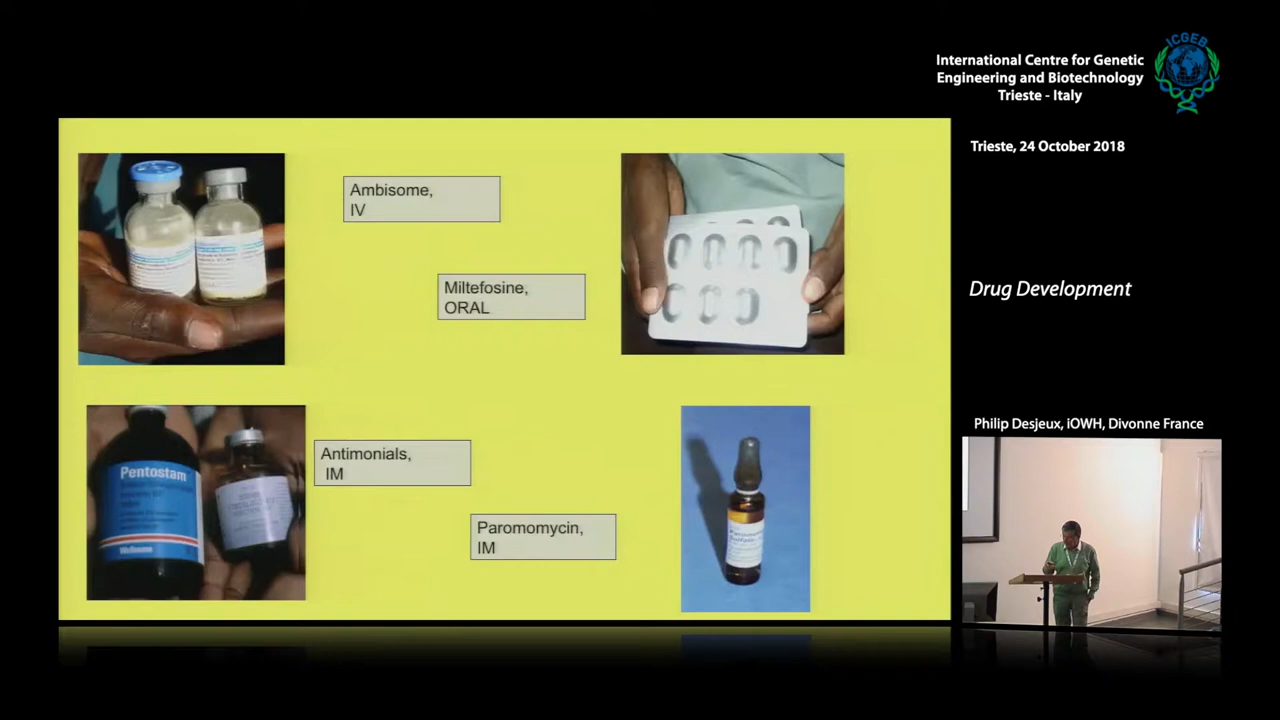 ICGEB
International Centre for Genetic
Engineering and Biotechnology
Trieste - Italy
Trieste, 24 October 2018
Ambisome,
IV
Miltefosine,
ORAL
Drug Development
Philip Desjeux, iOWH, Divonne France
Antimonials,
IM
Pentostam
Wellcome
Paromomycin,
IM